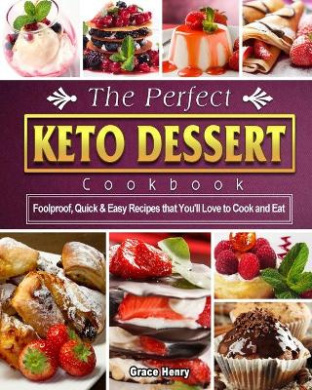 The Perfect
KETO DESSERT
Cookbook
Foolproof, Quick & Easy Recipes that You'll Love to Cook and Eat
Grace Henry